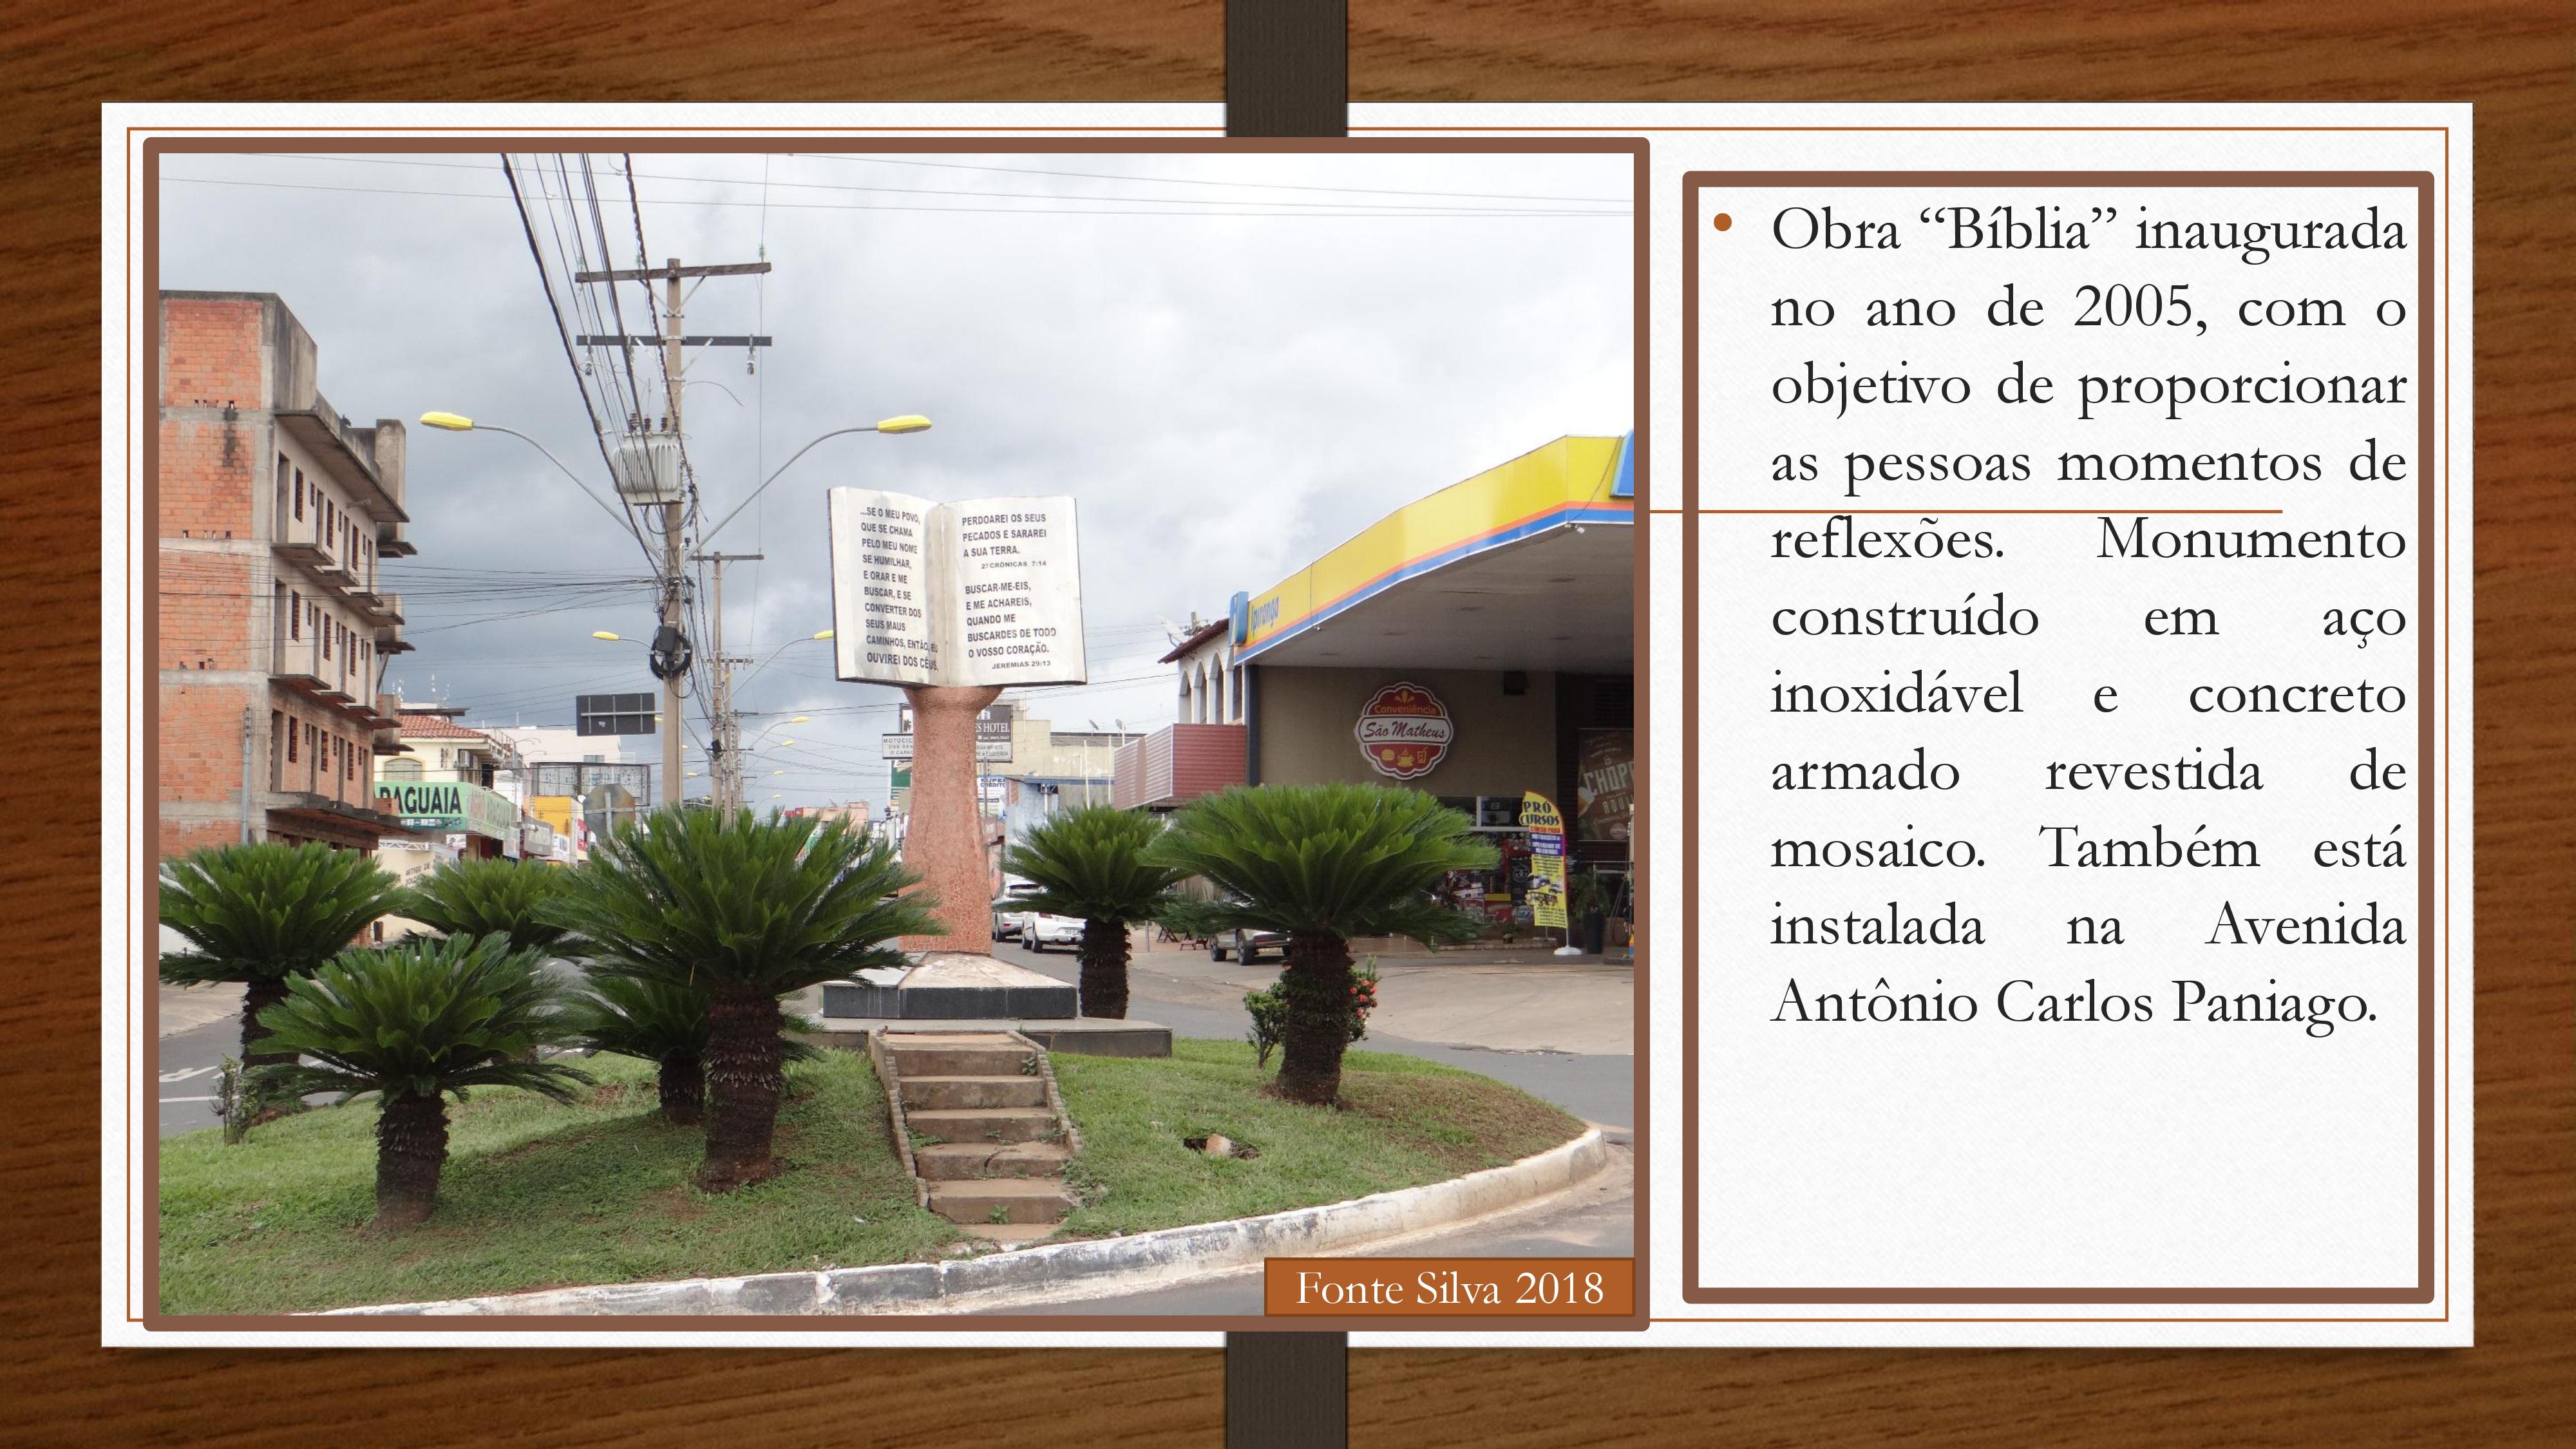 ...SE O MEU POVO,
QUE SE CHAMA
PELO MEU NOME
SE HUMILHAR,
E ORAR E ME
BUSCAR, E SE
CONVERTER DOS
SEUS MAUS
CAMINHOS, ENTÃO, EU
OUVIREI DOS CÉUS,
PERDOAREI OS SEUS
PECADOS E SARAREI
A SUA TERRA.
2º CRÔNICAS 7:14
BUSCAR-ME-EIS,
E ME ACHAREIS,
QUANDO ME
BUSCARDES DE TODO
O VOSSO CORAÇÃO.
JEREMIAS 29:13
Ipiranga
Conveniência
São Matheus
HOTEL
RAGUAIA
PRÓ
CURSOS
CHOPP
Fonte Silva 2018
• Obra “Bíblia” inaugurada
no ano de 2005, com o
objetivo de proporcionar
as pessoas momentos de
reflexões. Monumento
construído em aço
inoxidável e concreto
armado revestida de
mosaico. Também está
instalada na Avenida
Antônio Carlos Paniago.